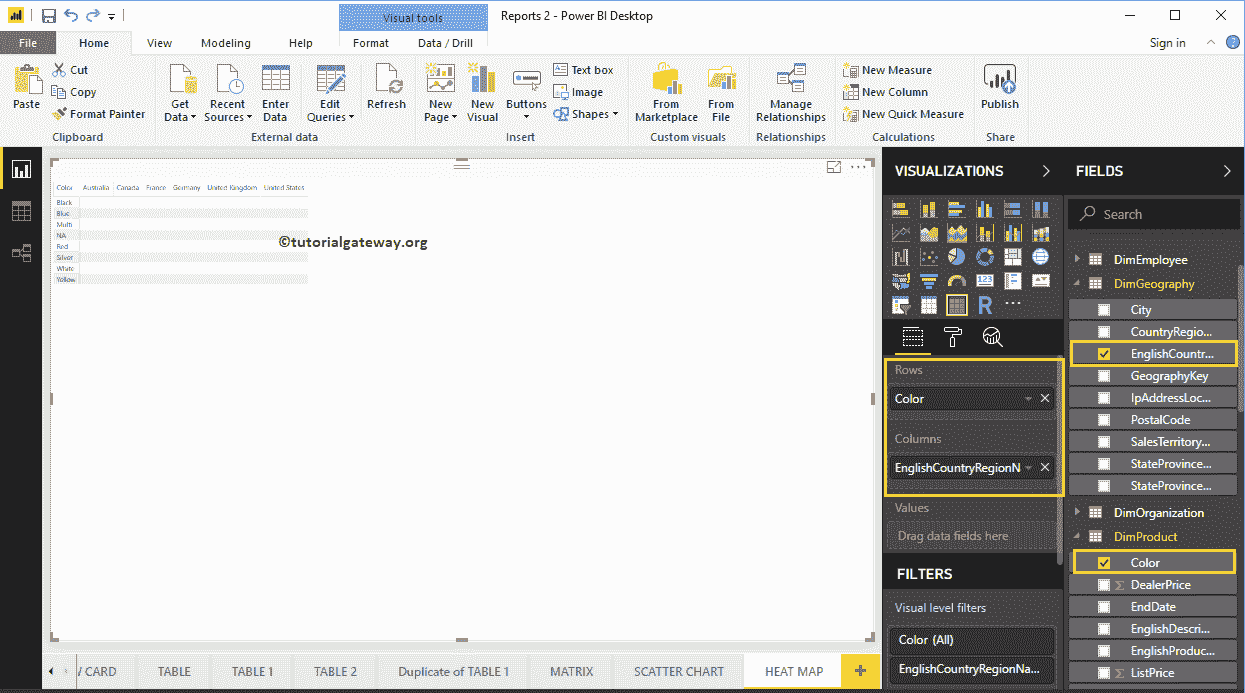 Visual tools
Reports 2 - Power BI Desktop
File
Home
View
Modeling
Help
Format
Data / Drill
Sign in
?
Paste
Cut
Copy
Format Painter
Clipboard
Get
Data
Recent
Sources
Enter
Data
Edit
Queries
External data
Refresh
New
Page
New
Visual
Buttons
Text box
Image
Shapes
Insert
From
Marketplace
From
File
Custom visuals
Manage
Relationships
Relationships
New Measure
New Column
New Quick Measure
Calculations
Publish
Share
Color Australia Canada France Germany United Kingdom United States
Black
Blue
Multi
NA
Red
Silver
White
Yellow
©tutorialgateway.org
VISUALIZATIONS
123
R
Rows
Color
Columns
EnglishCountryRegionN
Values
Drag data fields here
FILTERS
Visual level filters
Color (All)
EnglishCountryRegionNa...
FIELDS
Search
DimEmployee
DimGeography
City
CountryRegio...
EnglishCountr...
GeographyKey
IpAddressLoc...
PostalCode
SalesTerritory...
StateProvince...
StateProvince...
DimOrganization
DimProduct
Color
Σ DealerPrice
EndDate
EnglishDescri...
EnglishProduc...
Σ ListPrice
/ CARD
TABLE
TABLE 1
TABLE 2
Duplicate of TABLE 1
MATRIX
SCATTER CHART
HEAT MAP
+